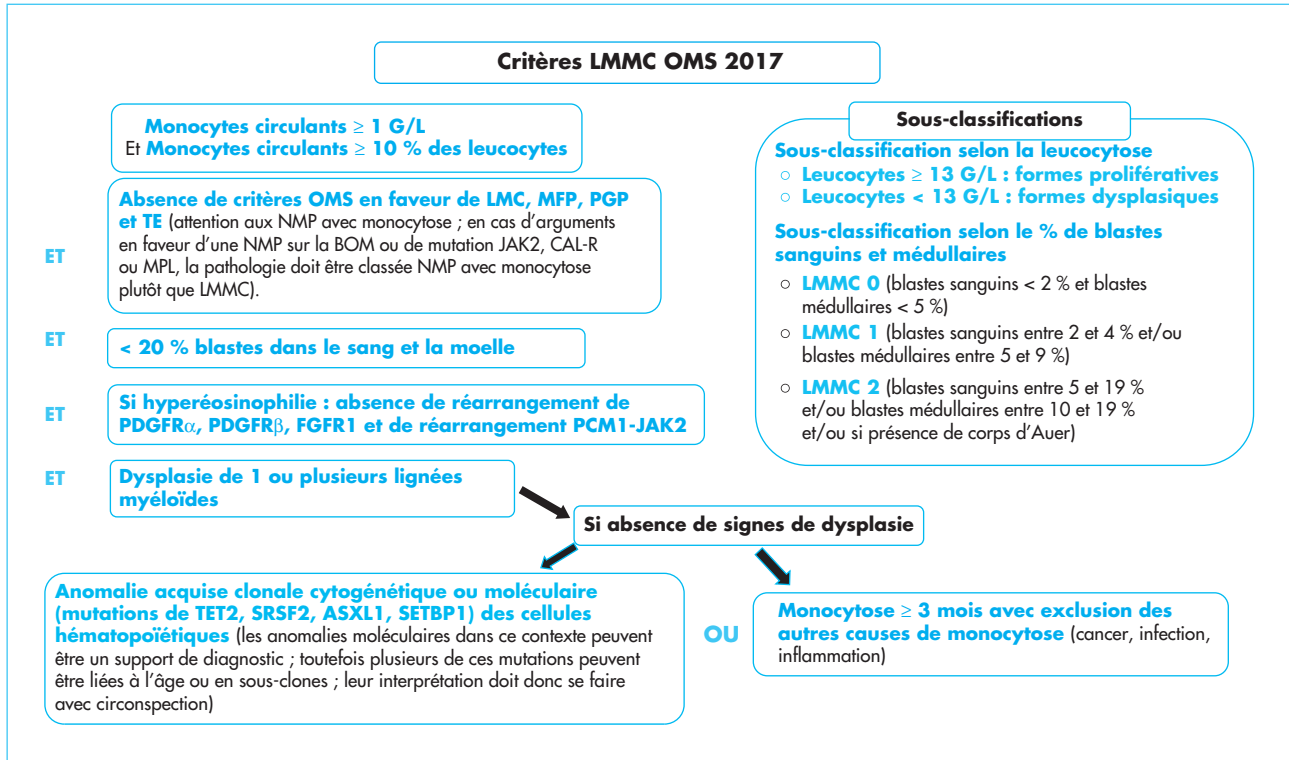 Critères LMMC OMS 2017
Monocytes circulants ≥ 1 G/L
Et Monocytes circulants ≥ 10 % des leucocytes
ET
Absence de critères OMS en faveur de LMC, MFP, PGP
et TE (attention aux NMP avec monocytose ; en cas d'arguments
en faveur d'une NMP sur la BOM ou de mutation JAK2, CAL-R
ou MPL, la pathologie doit être classée NMP avec monocytose
plutôt que LMMC).
ET
< 20 % blastes dans le sang et la moelle
ET
Si hyperéosinophilie : absence de réarrangement de
PDGFRα, PDGFRβ, FGFR1 et de réarrangement PCM1-JAK2
ET
Dysplasie de 1 ou plusieurs lignées
myéloïdes
Sous-classifications
Sous-classification selon la leucocytose
○ Leucocytes ≥ 13 G/L : formes prolifératives
○ Leucocytes < 13 G/L : formes dysplasiques
Sous-classification selon le % de blastes
sanguins et médullaires
○ LMMC 0 (blastes sanguins < 2 % et blastes
médullaires < 5 %)
○ LMMC 1 (blastes sanguins entre 2 et 4 % et/ou
blastes médullaires entre 5 et 9 %)
○ LMMC 2 (blastes sanguins entre 5 et 19 %
et/ou blastes médullaires entre 10 et 19 %
et/ou si présence de corps d'Auer)
Si absence de signes de dysplasie
Anomalie acquise clonale cytogénétique ou moléculaire
(mutations de TET2, SRSF2, ASXL1, SETBP1) des cellules
hématopoïétiques (les anomalies moléculaires dans ce contexte peuvent
être un support de diagnostic ; toutefois plusieurs de ces mutations peuvent
être liées à l'âge ou en sous-clones ; leur interprétation doit donc se faire
avec circonspection)
OU
Monocytose ≥ 3 mois avec exclusion des
autres causes de monocytose (cancer, infection,
inflammation)